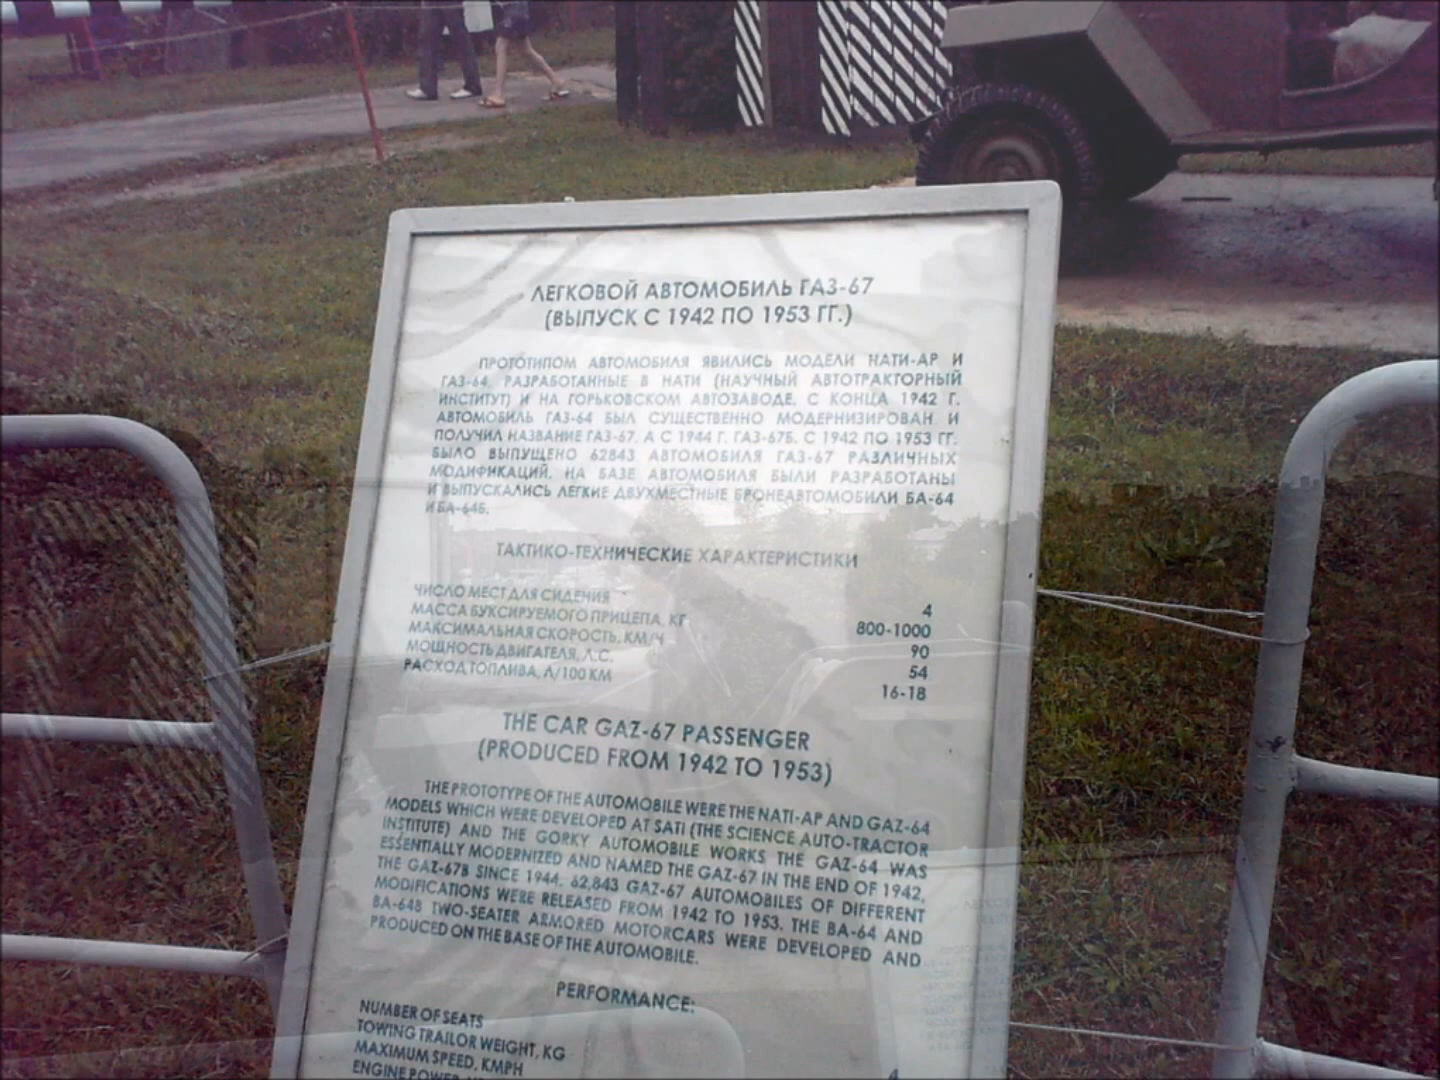 ЛЕГКОВОЙ АВТОМОБИЛЬ ГАЗ-67
(ВЫПУСК С 1942 ПО 1953 ГГ.)
ПРОТОТИПОМ АВТОМОБИЛЯ ЯВИЛИСЬ МОДЕЛИ НАТИ-АР И
ГАЗ-64, РАЗРАБОТАННЫЕ В НАТИ (НАУЧНЫЙ АВТОТРАКТОРНЫЙ
ИНСТИТУТ) И НА ГОРЬКОВСКОМ АВТОЗАВОДЕ. С КОНЦА 1942 Г.
АВТОМОБИЛЬ ГАЗ-64 БЫЛ СУЩЕСТВЕННО МОДЕРНИЗИРОВАН И
ПОЛУЧИЛ НАЗВАНИЕ ГАЗ-67, А С 1944 Г. ГАЗ-67Б. С 1942 ПО 1953 ГГ.
БЫЛО ВЫПУЩЕНО 62843 АВТОМОБИЛЯ ГАЗ-67 РАЗЛИЧНЫХ
МОДИФИКАЦИЙ. НА БАЗЕ АВТОМОБИЛЯ БЫЛИ РАЗРАБОТАНЫ
И ВЫПУСКАЛИСЬ ЛЕГКИЕ ДВУХМЕСТНЫЕ БРОНЕАВТОМОБИЛИ БА-64
И БА-64Б.
ТАКТИКО-ТЕХНИЧЕСКИЕ ХАРАКТЕРИСТИКИ
ЧИСЛО МЕСТ ДЛЯ СИДЕНИЯ 4
МАССА БУКСИРУЕМОГО ПРИЦЕПА, КГ 800-1000
МАКСИМАЛЬНАЯ СКОРОСТЬ, КМ/Ч 90
МОЩНОСТЬ ДВИГАТЕЛЯ, Л.С. 54
РАСХОД ТОПЛИВА, Л/100 КМ 16-18
THE CAR GAZ-67 PASSENGER
(PRODUCED FROM 1942 TO 1953)
THE PROTOTYPE OF THE AUTOMOBILE WERE THE NATI-AP AND GAZ-64
MODELS WHICH WERE DEVELOPED AT SATI (THE SCIENCE AUTO-TRACTOR
INSTITUTE) AND THE GORKY AUTOMOBILE WORKS THE GAZ-64 WAS
ESSENTIALLY MODERNIZED AND NAMED THE GAZ-67 IN THE END OF 1942,
THE GAZ-67B SINCE 1944. 62,843 GAZ-67 AUTOMOBILES OF DIFFERENT
MODIFICATIONS WERE RELEASED FROM 1942 TO 1953. THE BA-64 AND
BA-64B TWO-SEATER ARMORED MOTORCARS WERE DEVELOPED AND
PRODUCED ON THE BASE OF THE AUTOMOBILE.
PERFORMANCE:
NUMBER OF SEATS 4
TOWING TRAILOR WEIGHT, KG
MAXIMUM SPEED, KMPH
ENGINE POWER,